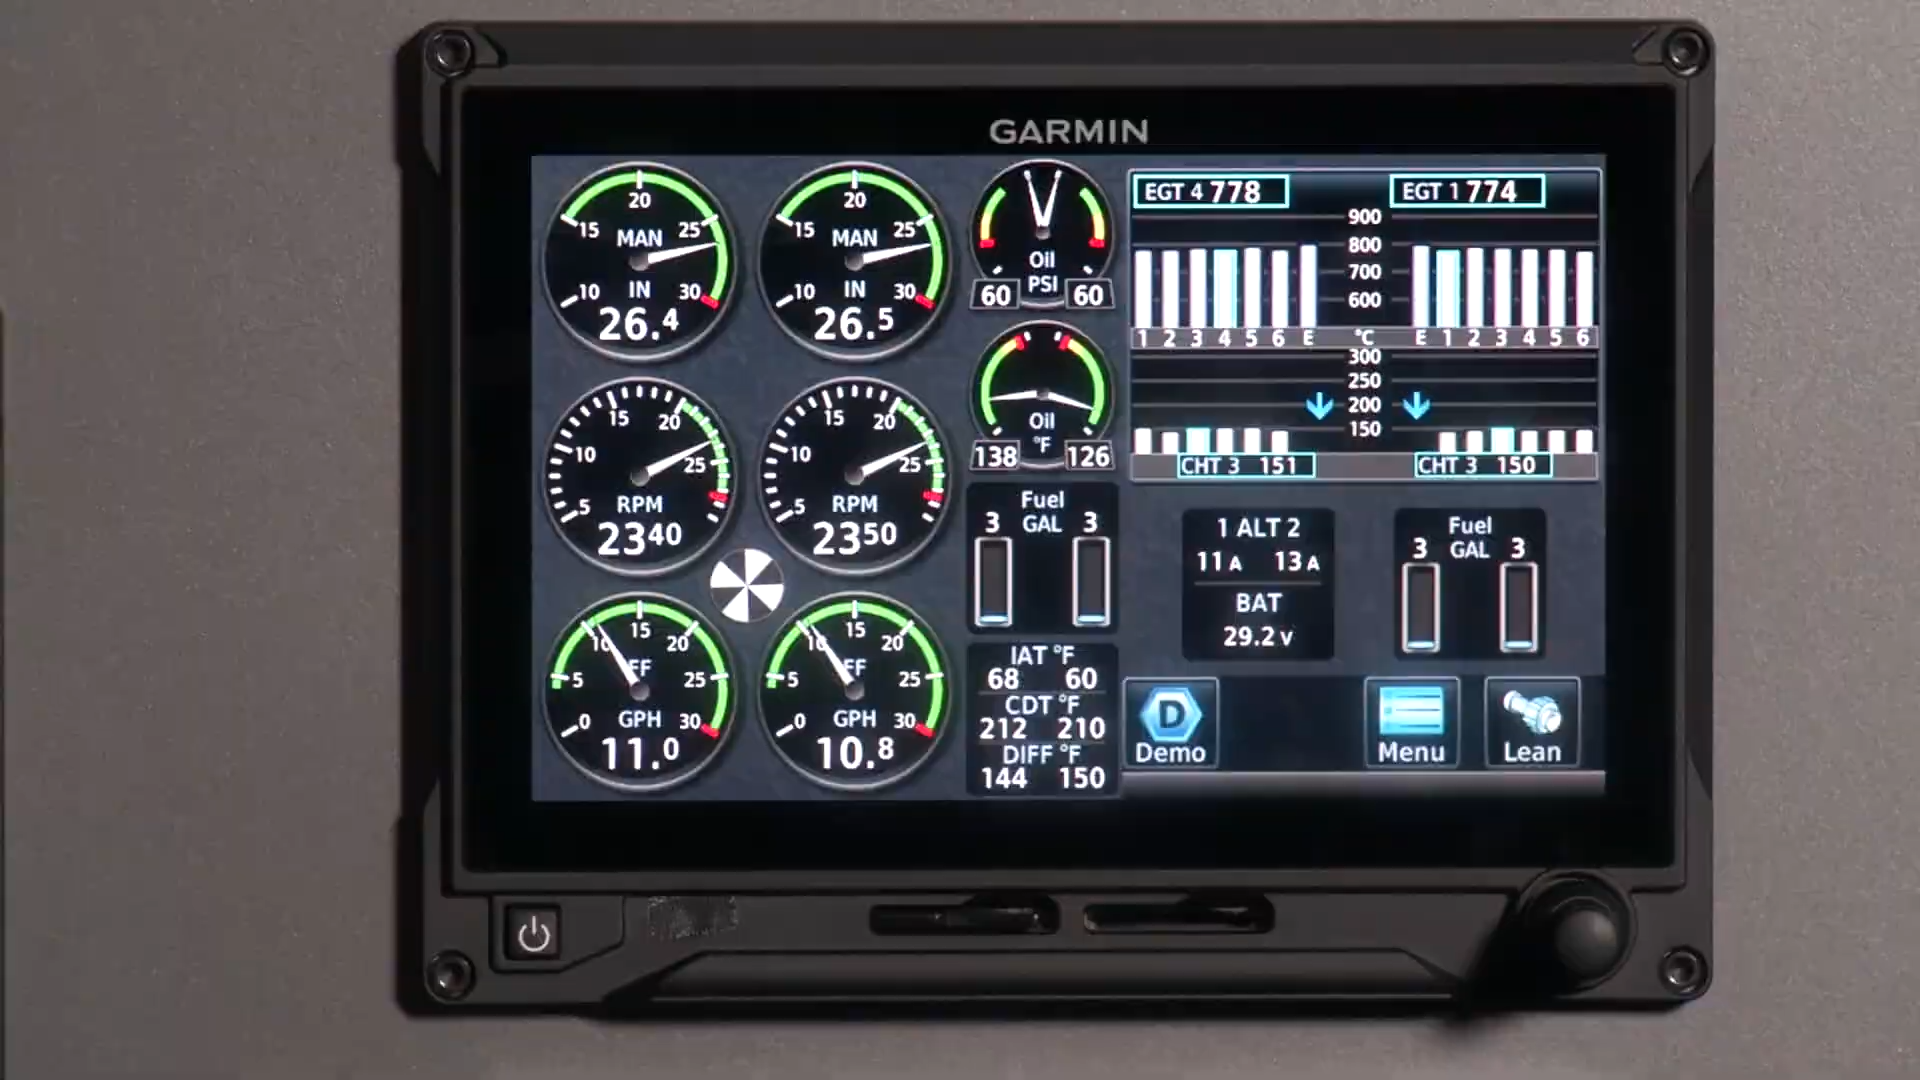 GARMIN
20
15 25
MAN
10 IN 30
26.4
20
15 25
MAN
10 IN 30
26.5
Oil
PSI
60 60
EGT 4 778
EGT 1 774
900
800
700
600
1 2 3 4 5 6 E °C E 1 2 3 4 5 6
300
250
200
150
CHT 3 151
CHT 3 150
15 20
10 25
5 RPM
2340
15 20
10 25
5 RPM
2350
Oil
°F
138 126
Fuel
3 GAL 3
1 ALT 2
11 A 13 A
BAT
29.2 V
Fuel
3 GAL 3
10 15 20
5 FF 25
0 GPH 30
11.0
10 15 20
5 FF 25
0 GPH 30
10.8
IAT °F
68 60
CDT °F
212 210
DIFF °F
144 150
D
Demo
Menu
Lean